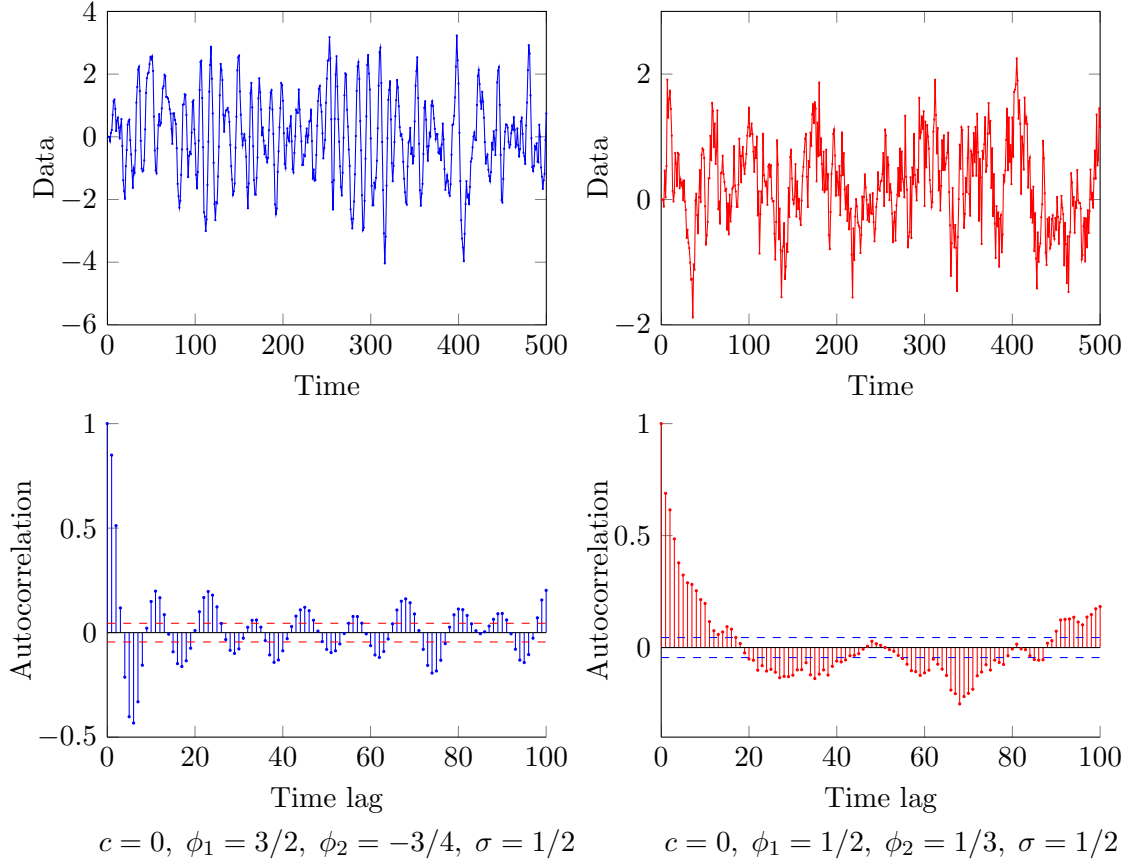 4
2
0
−2
−4
−6
0 100 200 300 400 500
Time
Data
2
0
−2
0 100 200 300 400 500
Time
Data
1
0.5
0
−0.5
0 20 40 60 80 100
Time lag
Autocorrelation
c = 0, ϕ₁ = 3/2, ϕ₂ = −3/4, σ = 1/2
1
0.5
0
0 20 40 60 80 100
Time lag
Autocorrelation
c = 0, ϕ₁ = 1/2, ϕ₂ = 1/3, σ = 1/2